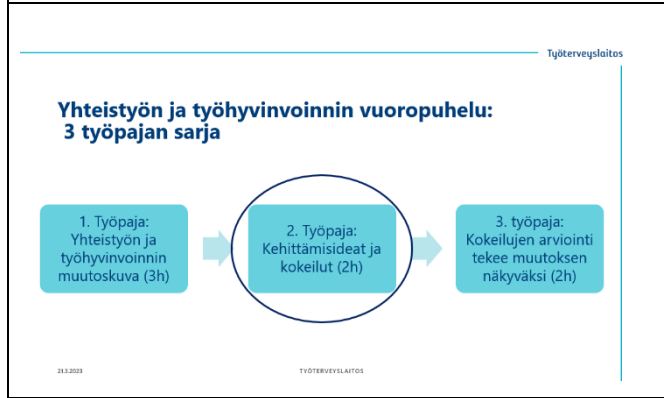 Työterveyslaitos
Yhteistyön ja työhyvinvoinnin vuoropuhelu:
3 työpajan sarja
1. Työpaja:
Yhteistyön ja
työhyvinvoinnin
muutoskuva (3h)
2. Työpaja:
Kehittämisideat ja
kokeilut (2h)
3. työpaja:
Kokeilujen arviointi
tekee muutoksen
näkyväksi (2h)
21.3.2023
TYÖTERVEYSLAITOS